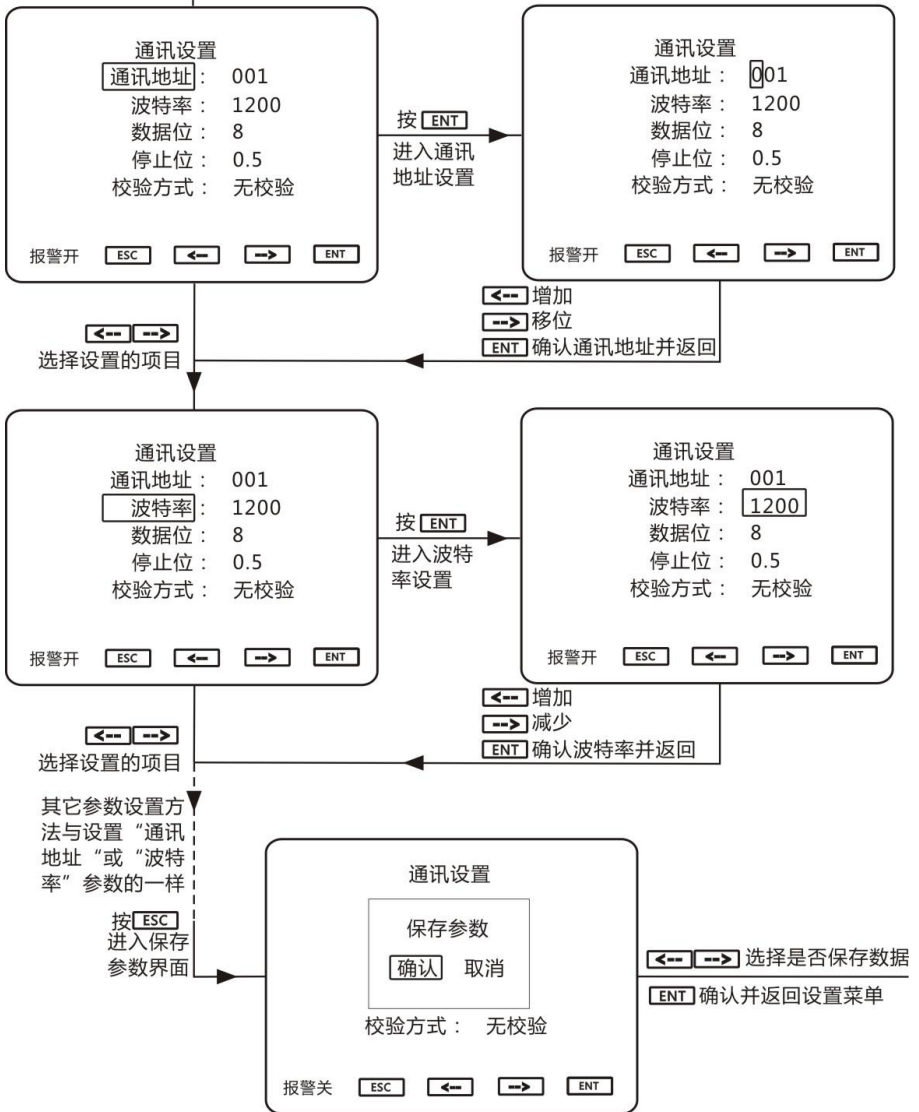 通讯设置
通讯地址： 001
波特率： 1200
数据位： 8
停止位： 0.5
校验方式： 无校验
报警开 ESC <-- --> ENT
按 ENT
进入通讯
地址设置
通讯设置
通讯地址： 001
波特率： 1200
数据位： 8
停止位： 0.5
校验方式： 无校验
报警开 ESC <-- --> ENT
<-- -->
选择设置的项目
<-- 增加
--> 移位
ENT 确认通讯地址并返回
通讯设置
通讯地址： 001
波特率： 1200
数据位： 8
停止位： 0.5
校验方式： 无校验
报警开 ESC <-- --> ENT
按 ENT
进入波特
率设置
通讯设置
通讯地址： 001
波特率： 1200
数据位： 8
停止位： 0.5
校验方式： 无校验
报警开 ESC <-- --> ENT
<-- -->
选择设置的项目
<-- 增加
--> 减少
ENT 确认波特率并返回
其它参数设置方
法与设置“通讯
地址“或“波特
率”参数的一样
按 ESC
进入保存
参数界面
通讯设置
保存参数
确认 取消
校验方式： 无校验
报警关 ESC <-- --> ENT
<-- --> 选择是否保存数据
ENT 确认并返回设置菜单